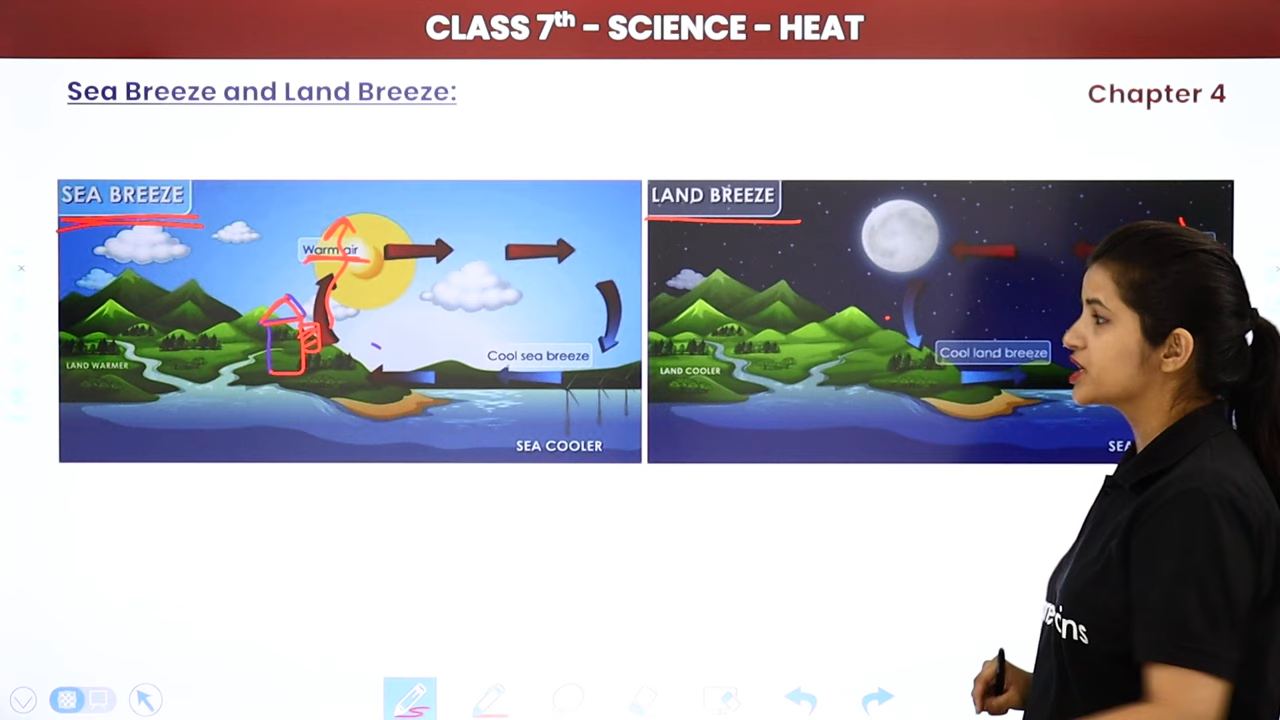 CLASS 7th - SCIENCE - HEAT
Sea Breeze and Land Breeze:
Chapter 4
SEA BREEZE
Warm air
Cool sea breeze
LAND WARMER
SEA COOLER
LAND BREEZE
Cool land breeze
LAND COOLER
SEA